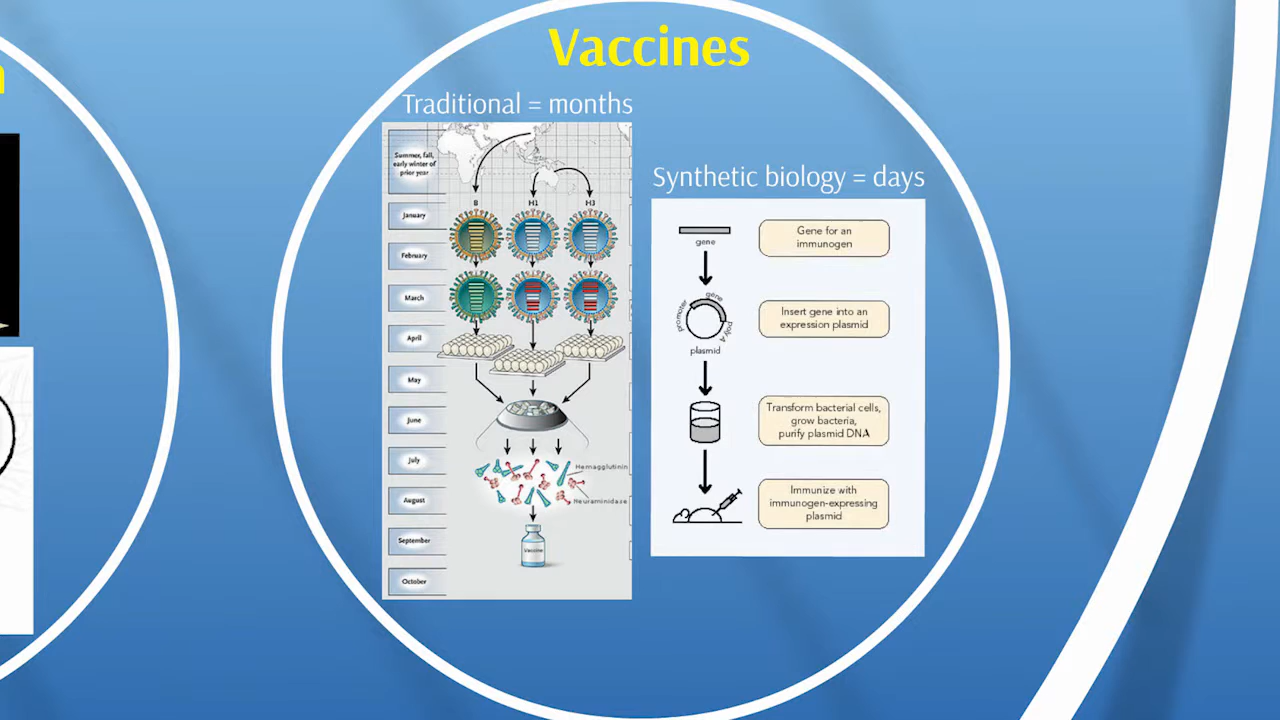 Vaccines
Traditional = months
Summer, fall,
early winter of
prior year
January
February
March
April
May
June
July
August
September
October
B
H1
H3
Hemagglutinin
Neuraminidase
Vaccine
Synthetic biology = days
gene
Gene for an
immunogen
promoter
gene
poly A
plasmid
Insert gene into an
expression plasmid
Transform bacterial cells,
grow bacteria,
purify plasmid DNA
Immunize with
immunogen-expressing
plasmid